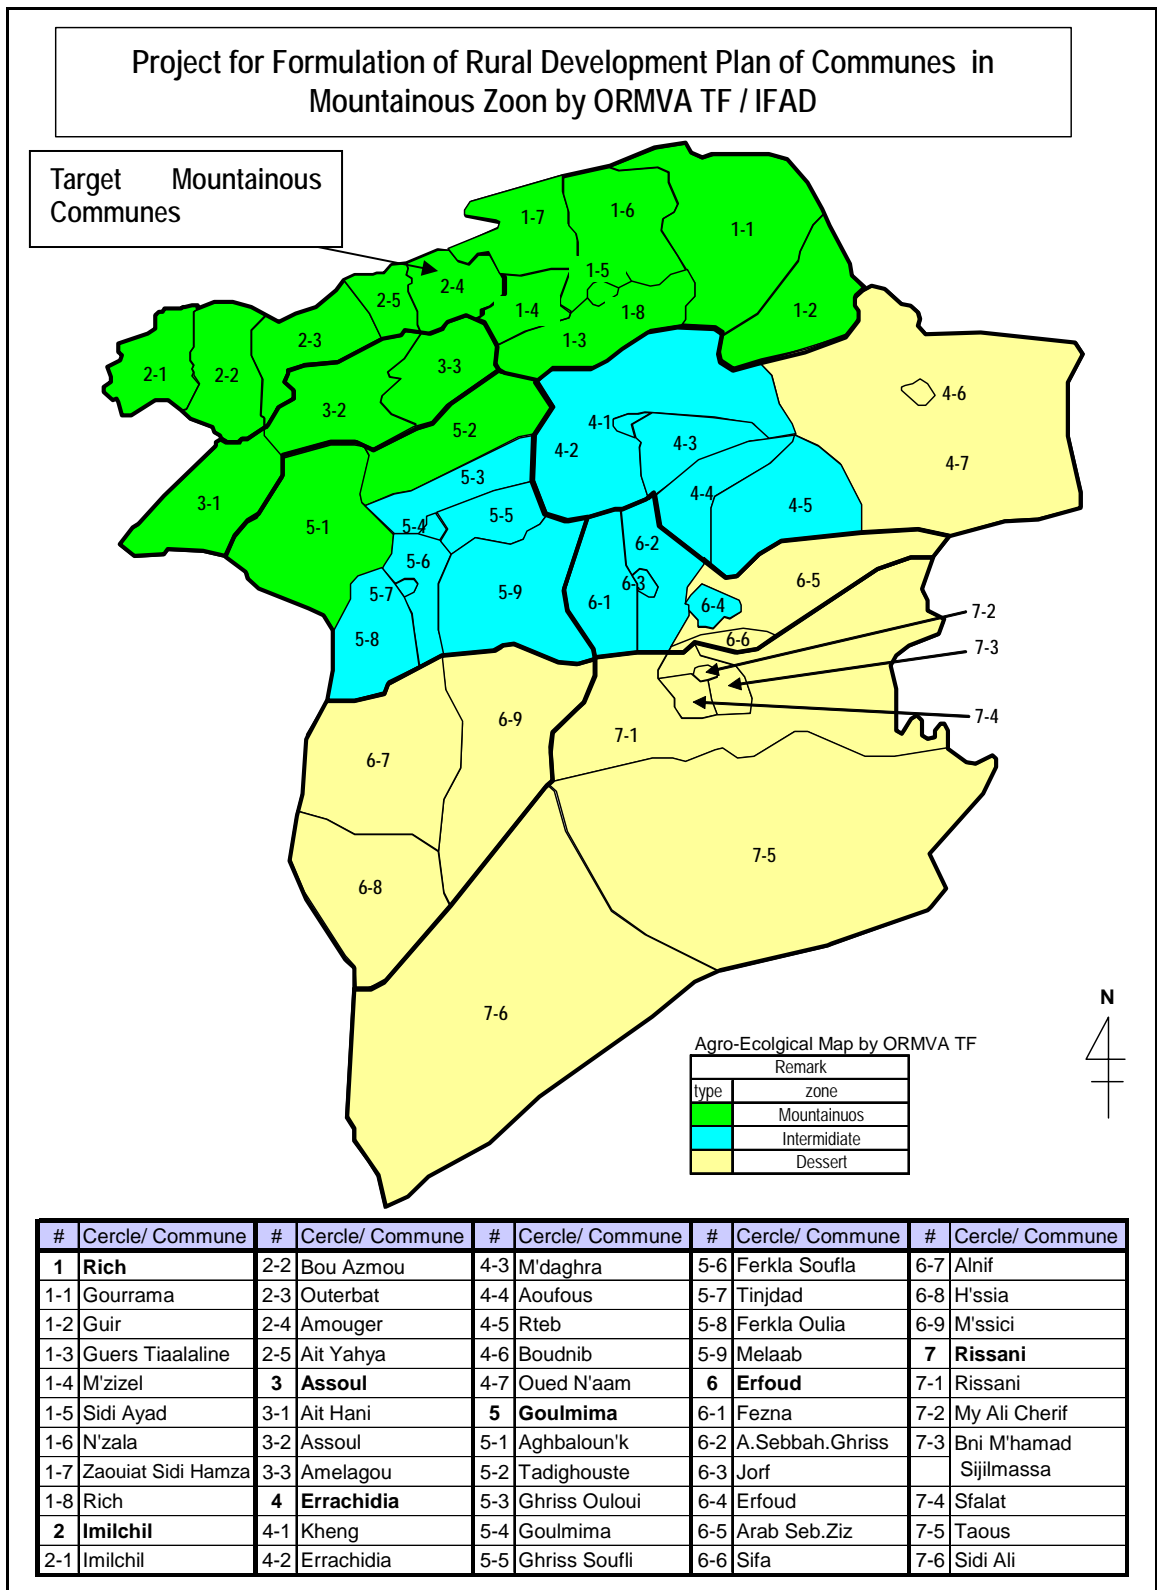 Project for Formulation of Rural Development Plan of Communes in
Mountainous Zoon by ORMVA TF / IFAD
Target Mountainous
Communes
1-7
1-6
1-1
1-5
2-4
2-5
1-4
1-8
1-2
2-3
1-3
2-1
2-2
3-3
3-2
4-6
5-2
4-1
4-2
4-3
4-7
5-3
3-1
5-1
4-4
4-5
5-4
5-5
6-2
5-6
5-7
5-9
6-3
6-1
6-5
6-4
7-2
5-8
6-6
7-3
7-4
6-9
7-1
6-7
7-5
6-8
7-6
N
Agro-Ecolgical Map by ORMVA TF
Remark
type zone
Mountainuos
Intermidiate
Dessert
# Cercle/ Commune # Cercle/ Commune # Cercle/ Commune # Cercle/ Commune # Cercle/ Commune
1 Rich 2-2 Bou Azmou 4-3 M'daghra 5-6 Ferkla Soufla 6-7 Alnif
1-1 Gourrama 2-3 Outerbat 4-4 Aoufous 5-7 Tinjdad 6-8 H'ssia
1-2 Guir 2-4 Amouger 4-5 Rteb 5-8 Ferkla Oulia 6-9 M'ssici
1-3 Guers Tiaalaline 2-5 Ait Yahya 4-6 Boudnib 5-9 Melaab 7 Rissani
1-4 M'zizel 3 Assoul 4-7 Oued N'aam 6 Erfoud 7-1 Rissani
1-5 Sidi Ayad 3-1 Ait Hani 5 Goulmima 6-1 Fezna 7-2 My Ali Cherif
1-6 N'zala 3-2 Assoul 5-1 Aghbaloun'k 6-2 A.Sebbah.Ghriss 7-3 Bni M'hamad
1-7 Zaouiat Sidi Hamza 3-3 Amelagou 5-2 Tadighouste 6-3 Jorf Sijilmassa
1-8 Rich 4 Errachidia 5-3 Ghriss Ouloui 6-4 Erfoud 7-4 Sfalat
2 Imilchil 4-1 Kheng 5-4 Goulmima 6-5 Arab Seb.Ziz 7-5 Taous
2-1 Imilchil 4-2 Errachidia 5-5 Ghriss Soufli 6-6 Sifa 7-6 Sidi Ali